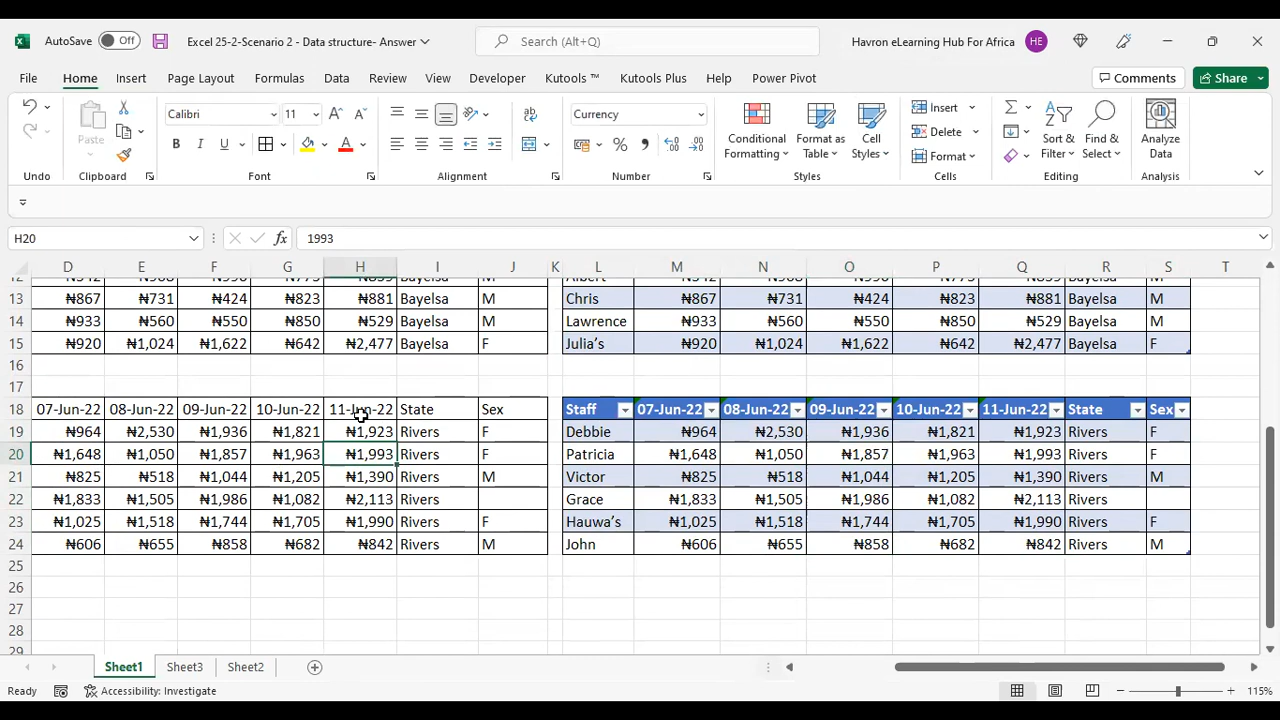 AutoSave Off Excel 25-2-Scenario 2 - Data structure- Answer Search (Alt+Q) Havron eLearning Hub For Africa HE
File Home Insert Page Layout Formulas Data Review View Developer Kutools ™ Kutools Plus Help Power Pivot Comments Share
Paste Calibri 11 Currency Conditional Formatting Format as Table Cell Styles Insert Delete Format Sort & Filter Find & Select Analyze Data
Undo Clipboard Font Alignment Number Styles Cells Editing Analysis
H20 fx 1993
D E F G H I J K L M N O P Q R S T
13 ₦867 ₦731 ₦424 ₦823 ₦881 Bayelsa M Chris ₦867 ₦731 ₦424 ₦823 ₦881 Bayelsa M
14 ₦933 ₦560 ₦550 ₦850 ₦529 Bayelsa M Lawrence ₦933 ₦560 ₦550 ₦850 ₦529 Bayelsa M
15 ₦920 ₦1,024 ₦1,622 ₦642 ₦2,477 Bayelsa F Julia’s ₦920 ₦1,024 ₦1,622 ₦642 ₦2,477 Bayelsa F
16
17
18 07-Jun-22 08-Jun-22 09-Jun-22 10-Jun-22 11-Jun-22 State Sex Staff 07-Jun-22 08-Jun-22 09-Jun-22 10-Jun-22 11-Jun-22 State Sex
19 ₦964 ₦2,530 ₦1,936 ₦1,821 ₦1,923 Rivers F Debbie ₦964 ₦2,530 ₦1,936 ₦1,821 ₦1,923 Rivers F
20 ₦1,648 ₦1,050 ₦1,857 ₦1,963 ₦1,993 Rivers F Patricia ₦1,648 ₦1,050 ₦1,857 ₦1,963 ₦1,993 Rivers F
21 ₦825 ₦518 ₦1,044 ₦1,205 ₦1,390 Rivers M Victor ₦825 ₦518 ₦1,044 ₦1,205 ₦1,390 Rivers M
22 ₦1,833 ₦1,505 ₦1,986 ₦1,082 ₦2,113 Rivers Grace ₦1,833 ₦1,505 ₦1,986 ₦1,082 ₦2,113 Rivers
23 ₦1,025 ₦1,518 ₦1,744 ₦1,705 ₦1,990 Rivers F Hauwa’s ₦1,025 ₦1,518 ₦1,744 ₦1,705 ₦1,990 Rivers F
24 ₦606 ₦655 ₦858 ₦682 ₦842 Rivers M John ₦606 ₦655 ₦858 ₦682 ₦842 Rivers M
25
26
27
28
29
Sheet1 Sheet3 Sheet2
Ready Accessibility: Investigate 115%